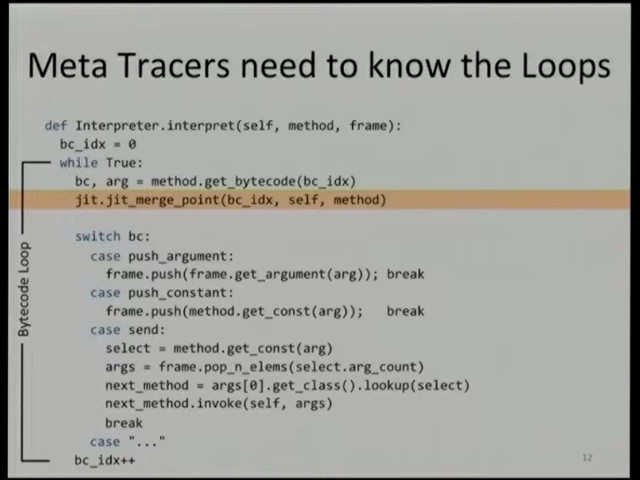 Meta Tracers need to know the Loops
def Interpreter.interpret(self, method, frame):
bc_idx = 0
while True:
bc, arg = method.get_bytecode(bc_idx)
jit.jit_merge_point(bc_idx, self, method)
switch bc:
case push_argument:
frame.push(frame.get_argument(arg)); break
case push_constant:
frame.push(method.get_const(arg)); break
case send:
select = method.get_const(arg)
args = frame.pop_n_elems(select.arg_count)
next_method = args[0].get_class().lookup(select)
next_method.invoke(self, args)
break
case "..."
bc_idx++
Bytecode Loop
12